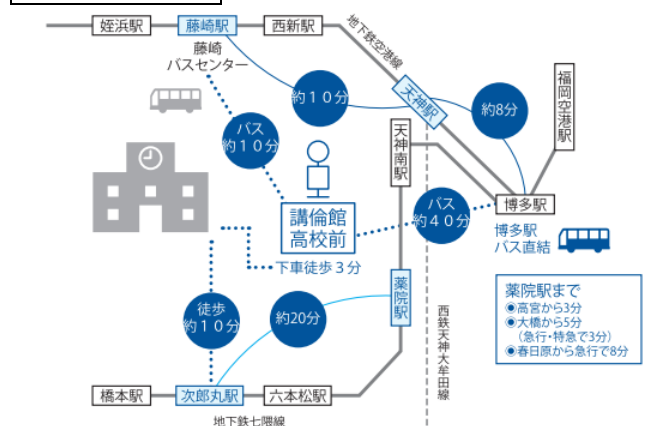 姪浜駅
藤崎駅
西新駅
地下鉄空港線
藤崎
バスセンター
約10分
天神駅
約8分
福岡空港駅
バス
約10分
天神南駅
講倫館
高校前
バス
約40分
博多駅
博多駅
バス直結
下車徒歩3分
薬院駅
薬院駅まで
◉高宮から3分
◉大橋から5分
(急行・特急で3分)
◉春日原から急行で8分
徒歩
約10分
約20分
西鉄天神大牟田線
橋本駅
次郎丸駅
六本松駅
地下鉄七隈線